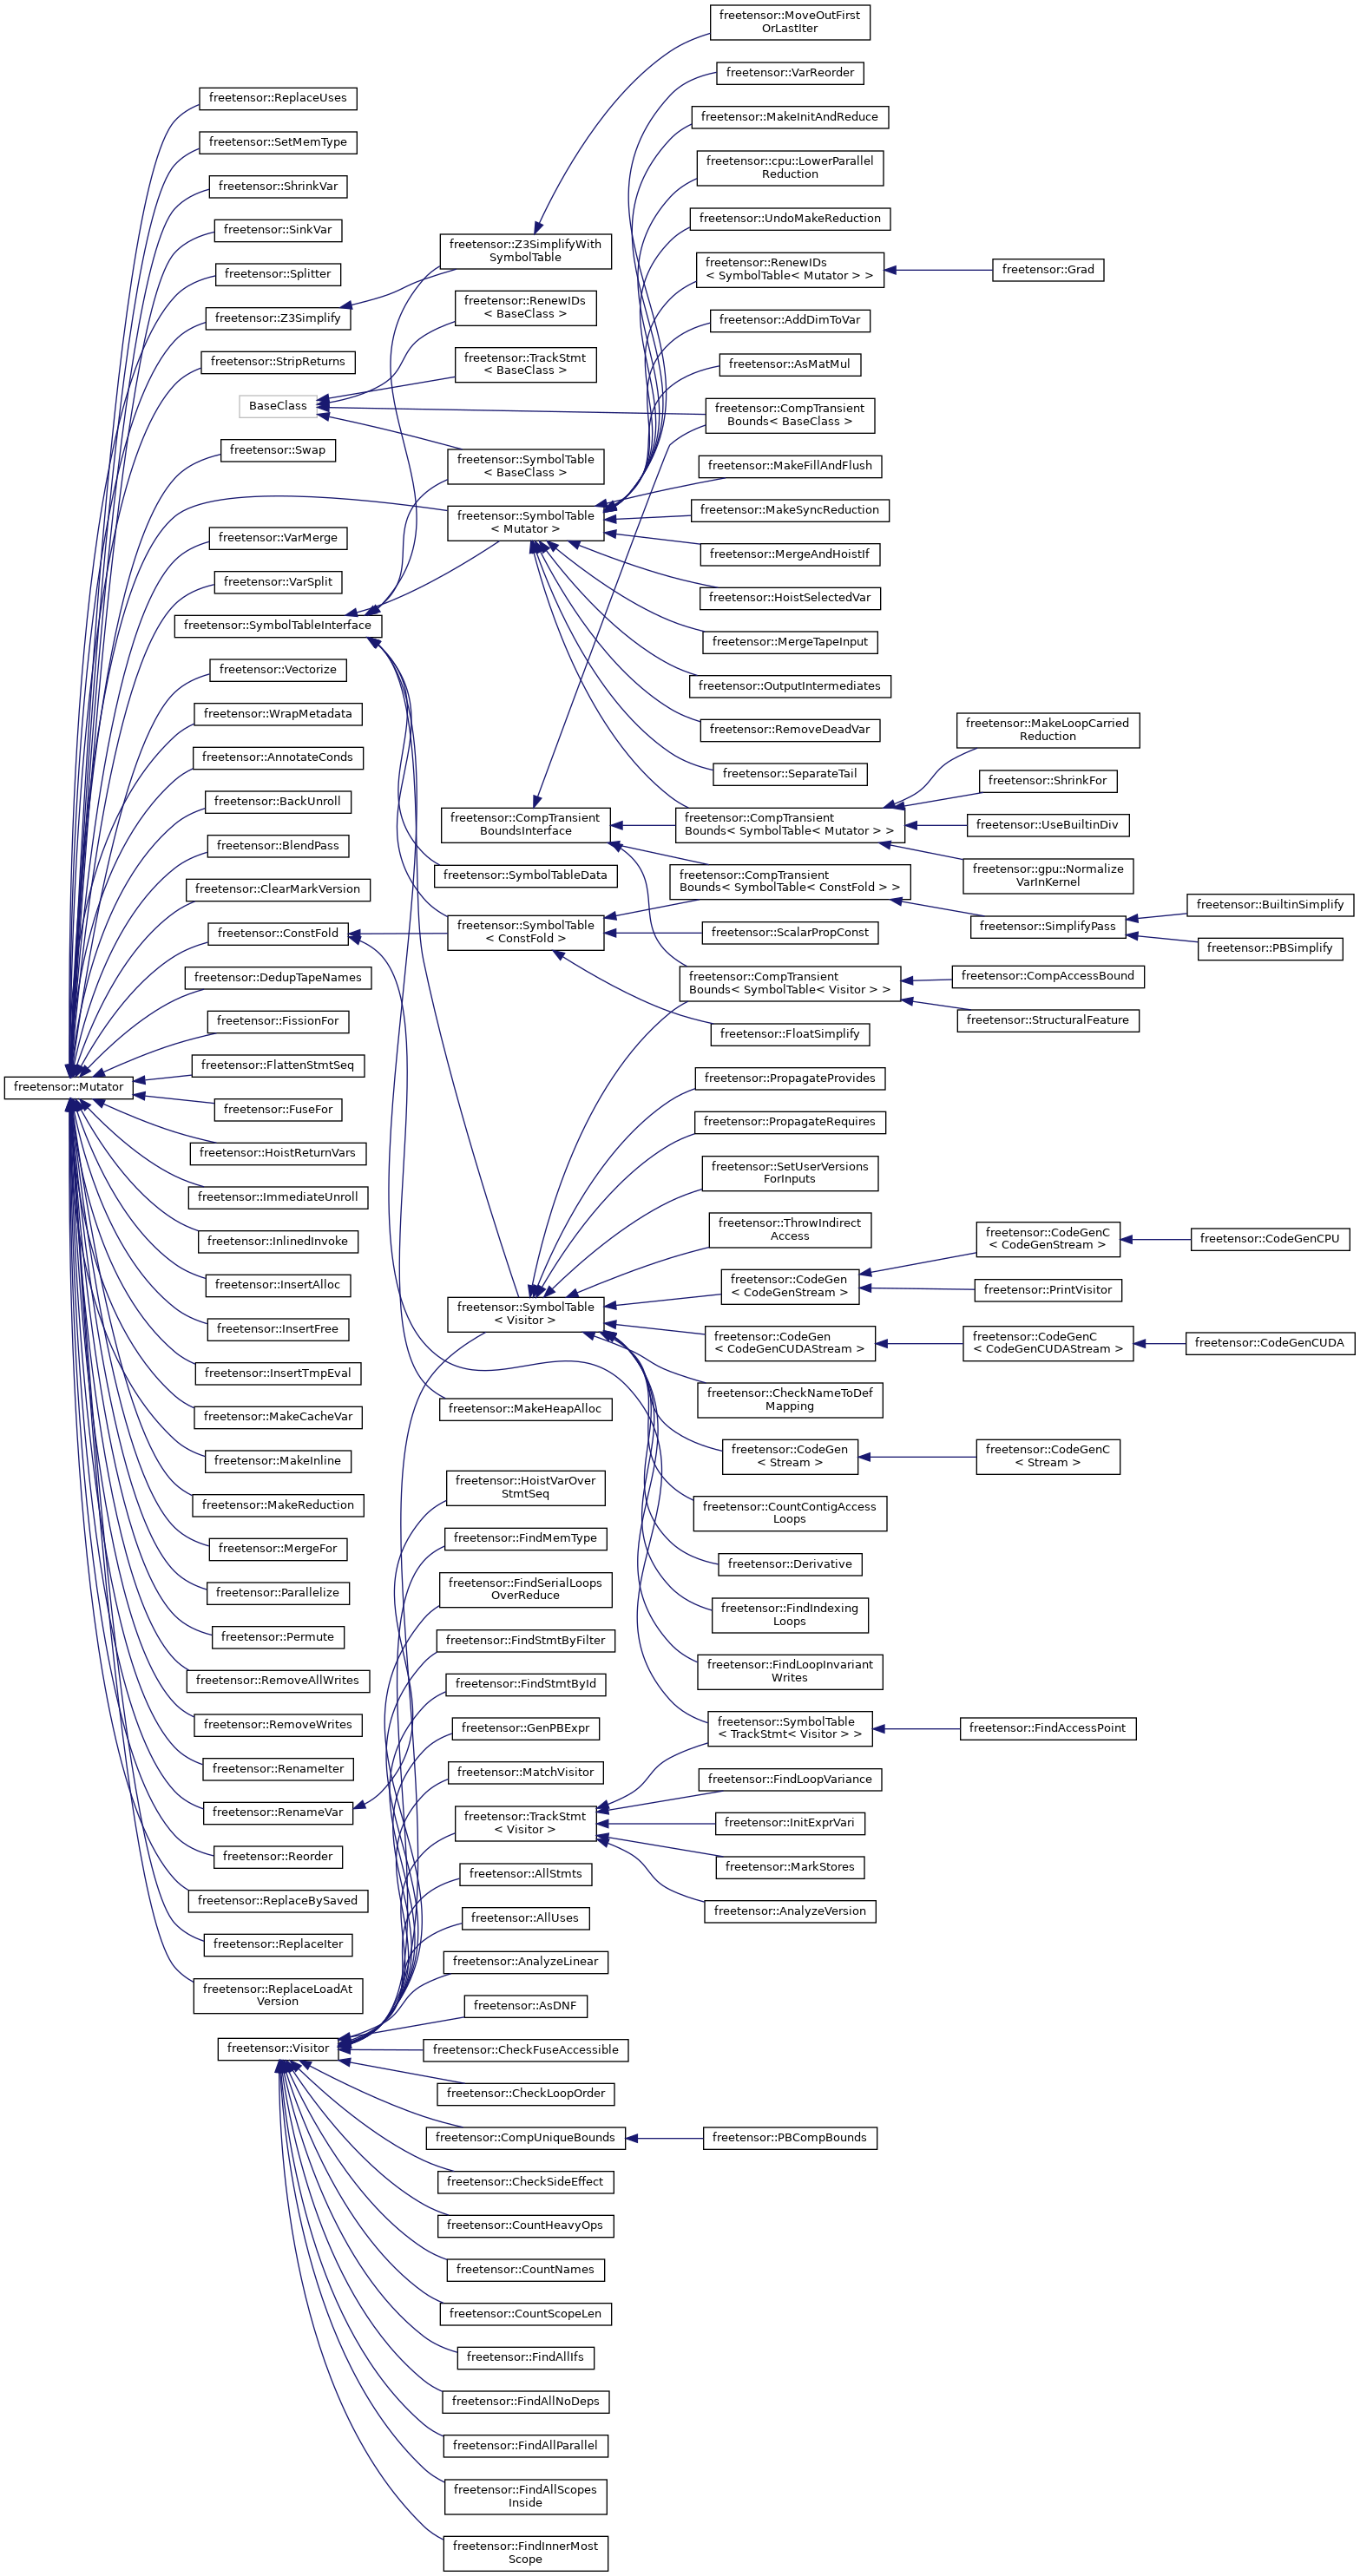 freetensor::MoveOutFirst
OrLastIter
freetensor::VarReorder
freetensor::ReplaceUses
freetensor::MakeInitAndReduce
freetensor::SetMemType
freetensor::cpu::LowerParallel
Reduction
freetensor::ShrinkVar
freetensor::UndoMakeReduction
freetensor::SinkVar
freetensor::Z3SimplifyWith
SymbolTable
freetensor::RenewIDs
< SymbolTable< Mutator > >
freetensor::Grad
freetensor::Splitter
freetensor::RenewIDs
< BaseClass >
freetensor::Z3Simplify
freetensor::AddDimToVar
freetensor::StripReturns
freetensor::TrackStmt
< BaseClass >
freetensor::AsMatMul
BaseClass
freetensor::CompTransient
Bounds< BaseClass >
freetensor::Swap
freetensor::SymbolTable
< BaseClass >
freetensor::MakeFillAndFlush
freetensor::SymbolTable
< Mutator >
freetensor::MakeSyncReduction
freetensor::VarMerge
freetensor::MergeAndHoistIf
freetensor::VarSplit
freetensor::HoistSelectedVar
freetensor::SymbolTableInterface
freetensor::MergeTapeInput
freetensor::Vectorize
freetensor::OutputIntermediates
freetensor::WrapMetadata
freetensor::RemoveDeadVar
freetensor::MakeLoopCarried
Reduction
freetensor::AnnotateConds
freetensor::SeparateTail
freetensor::ShrinkFor
freetensor::BackUnroll
freetensor::CompTransient
BoundsInterface
freetensor::CompTransient
Bounds< SymbolTable< Mutator > >
freetensor::UseBuiltinDiv
freetensor::BlendPass
freetensor::SymbolTableData
freetensor::CompTransient
Bounds< SymbolTable< ConstFold > >
freetensor::gpu::Normalize
VarInKernel
freetensor::ClearMarkVersion
freetensor::BuiltinSimplify
freetensor::ConstFold
freetensor::SymbolTable
< ConstFold >
freetensor::ScalarPropConst
freetensor::SimplifyPass
freetensor::PBSimplify
freetensor::DedupTapeNames
freetensor::CompTransient
Bounds< SymbolTable< Visitor > >
freetensor::CompAccessBound
freetensor::FissionFor
freetensor::FloatSimplify
freetensor::StructuralFeature
freetensor::FlattenStmtSeq
freetensor::Mutator
freetensor::PropagateProvides
freetensor::FuseFor
freetensor::PropagateRequires
freetensor::HoistReturnVars
freetensor::SetUserVersions
ForInputs
freetensor::ImmediateUnroll
freetensor::InlinedInvoke
freetensor::ThrowIndirect
Access
freetensor::CodeGenC
< CodeGenStream >
freetensor::CodeGenCPU
freetensor::InsertAlloc
freetensor::CodeGen
< CodeGenStream >
freetensor::PrintVisitor
freetensor::InsertFree
freetensor::SymbolTable
< Visitor >
freetensor::CodeGen
< CodeGenCUDAStream >
freetensor::CodeGenC
< CodeGenCUDAStream >
freetensor::CodeGenCUDA
freetensor::InsertTmpEval
freetensor::MakeCacheVar
freetensor::MakeHeapAlloc
freetensor::CheckNameToDef
Mapping
freetensor::MakeInline
freetensor::CodeGen
< Stream >
freetensor::CodeGenC
< Stream >
freetensor::MakeReduction
freetensor::HoistVarOver
StmtSeq
freetensor::CountContigAccess
Loops
freetensor::MergeFor
freetensor::FindMemType
freetensor::Derivative
freetensor::Parallelize
freetensor::FindSerialLoops
OverReduce
freetensor::FindIndexing
Loops
freetensor::Permute
freetensor::FindStmtByFilter
freetensor::RemoveAllWrites
freetensor::FindStmtById
freetensor::FindLoopInvariant
Writes
freetensor::RemoveWrites
freetensor::GenPBExpr
freetensor::SymbolTable
< TrackStmt< Visitor > >
freetensor::FindAccessPoint
freetensor::RenameIter
freetensor::MatchVisitor
freetensor::FindLoopVariance
freetensor::RenameVar
freetensor::TrackStmt
< Visitor >
freetensor::InitExprVari
freetensor::Reorder
freetensor::AllStmts
freetensor::MarkStores
freetensor::ReplaceBySaved
freetensor::AllUses
freetensor::AnalyzeVersion
freetensor::ReplaceIter
freetensor::AnalyzeLinear
freetensor::ReplaceLoadAt
Version
freetensor::AsDNF
freetensor::Visitor
freetensor::CheckFuseAccessible
freetensor::CheckLoopOrder
freetensor::CompUniqueBounds
freetensor::PBCompBounds
freetensor::CheckSideEffect
freetensor::CountHeavyOps
freetensor::CountNames
freetensor::CountScopeLen
freetensor::FindAllIfs
freetensor::FindAllNoDeps
freetensor::FindAllParallel
freetensor::FindAllScopes
Inside
freetensor::FindInnerMost
Scope